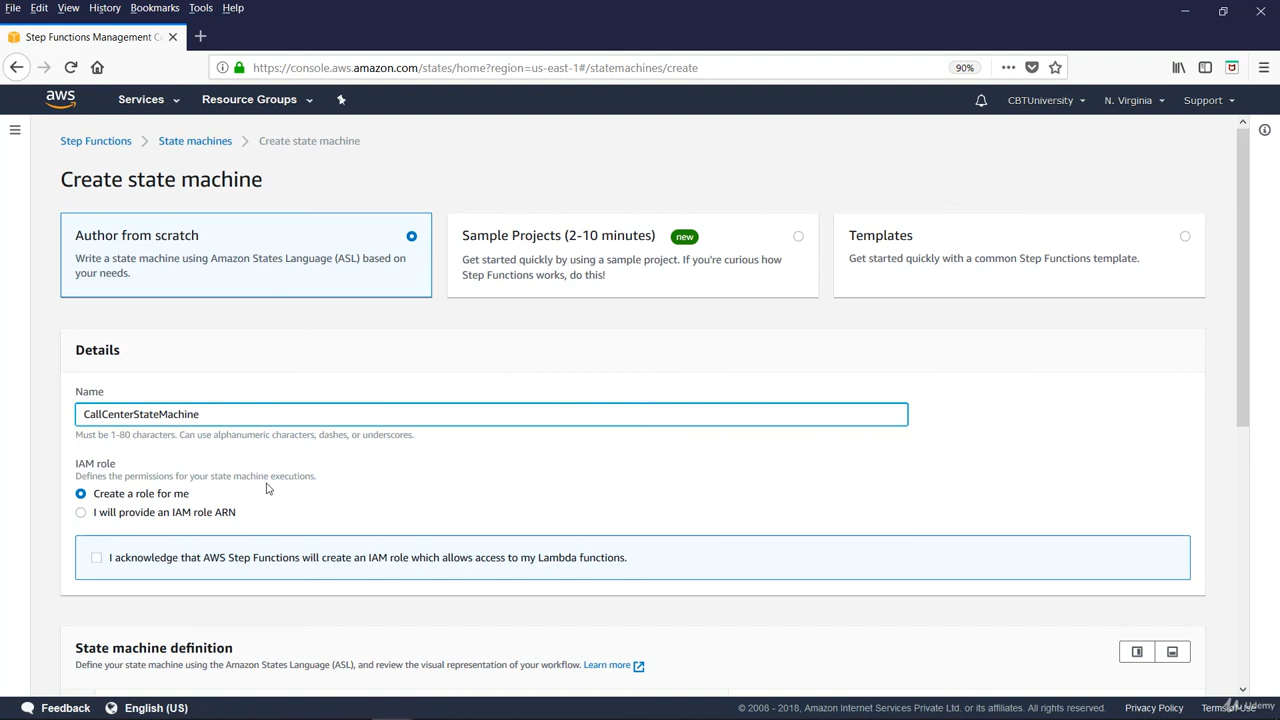 File Edit View History Bookmarks Tools Help
Step Functions Management Co
https://console.aws.amazon.com/states/home?region=us-east-1#/statemachines/create
90%
aws
Services
Resource Groups
CBTUniversity
N. Virginia
Support
Step Functions
State machines
Create state machine
Create state machine
Author from scratch
Write a state machine using Amazon States Language (ASL) based on
your needs.
Sample Projects (2-10 minutes)
new
Get started quickly by using a sample project. If you're curious how
Step Functions works, do this!
Templates
Get started quickly with a common Step Functions template.
Details
Name
CallCenterStateMachine
Must be 1-80 characters. Can use alphanumeric characters, dashes, or underscores.
IAM role
Defines the permissions for your state machine executions.
Create a role for me
I will provide an IAM role ARN
I acknowledge that AWS Step Functions will create an IAM role which allows access to my Lambda functions.
State machine definition
Define your state machine using the Amazon States Language (ASL), and review the visual representation of your workflow. Learn more
Feedback
English (US)
© 2008 - 2018, Amazon Internet Services Private Ltd. or its affiliates. All rights reserved.
Privacy Policy
Terms of Use
Udemy